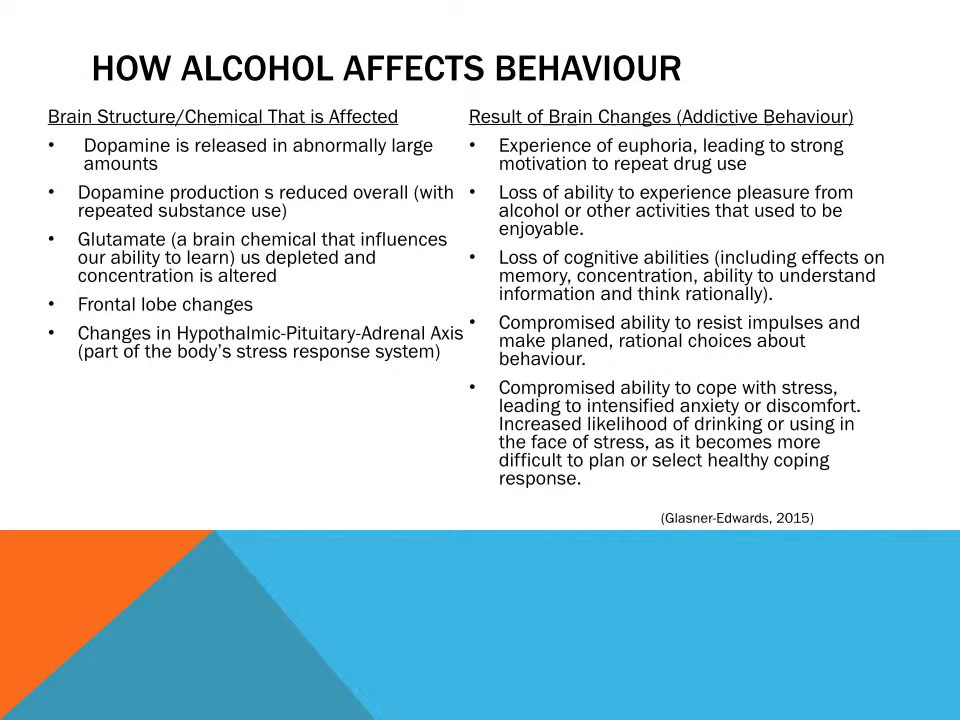 HOW ALCOHOL AFFECTS BEHAVIOUR
Brain Structure/Chemical That is Affected
• Dopamine is released in abnormally large
amounts
• Dopamine production s reduced overall (with
repeated substance use)
• Glutamate (a brain chemical that influences
our ability to learn) us depleted and
concentration is altered
• Frontal lobe changes
• Changes in Hypothalmic-Pituitary-Adrenal Axis
(part of the body’s stress response system)
Result of Brain Changes (Addictive Behaviour)
• Experience of euphoria, leading to strong
motivation to repeat drug use
• Loss of ability to experience pleasure from
alcohol or other activities that used to be
enjoyable.
• Loss of cognitive abilities (including effects on
memory, concentration, ability to understand
information and think rationally).
• Compromised ability to resist impulses and
make planed, rational choices about
behaviour.
• Compromised ability to cope with stress,
leading to intensified anxiety or discomfort.
Increased likelihood of drinking or using in
the face of stress, as it becomes more
difficult to plan or select healthy coping
response.
(Glasner-Edwards, 2015)